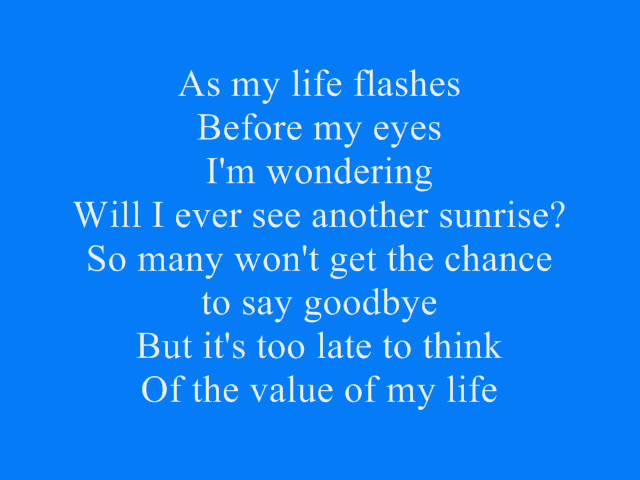 As my life flashes
Before my eyes
I'm wondering
Will I ever see another sunrise?
So many won't get the chance
to say goodbye
But it's too late to think
Of the value of my life